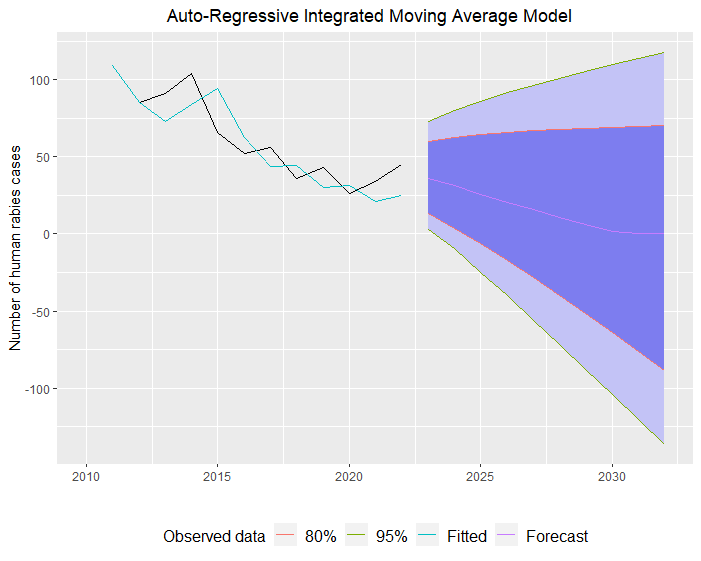 Auto-Regressive Integrated Moving Average Model
Number of human rabies cases
100
50
0
-50
-100
2010 2015 2020 2025 2030
Observed data 80% 95% Fitted Forecast